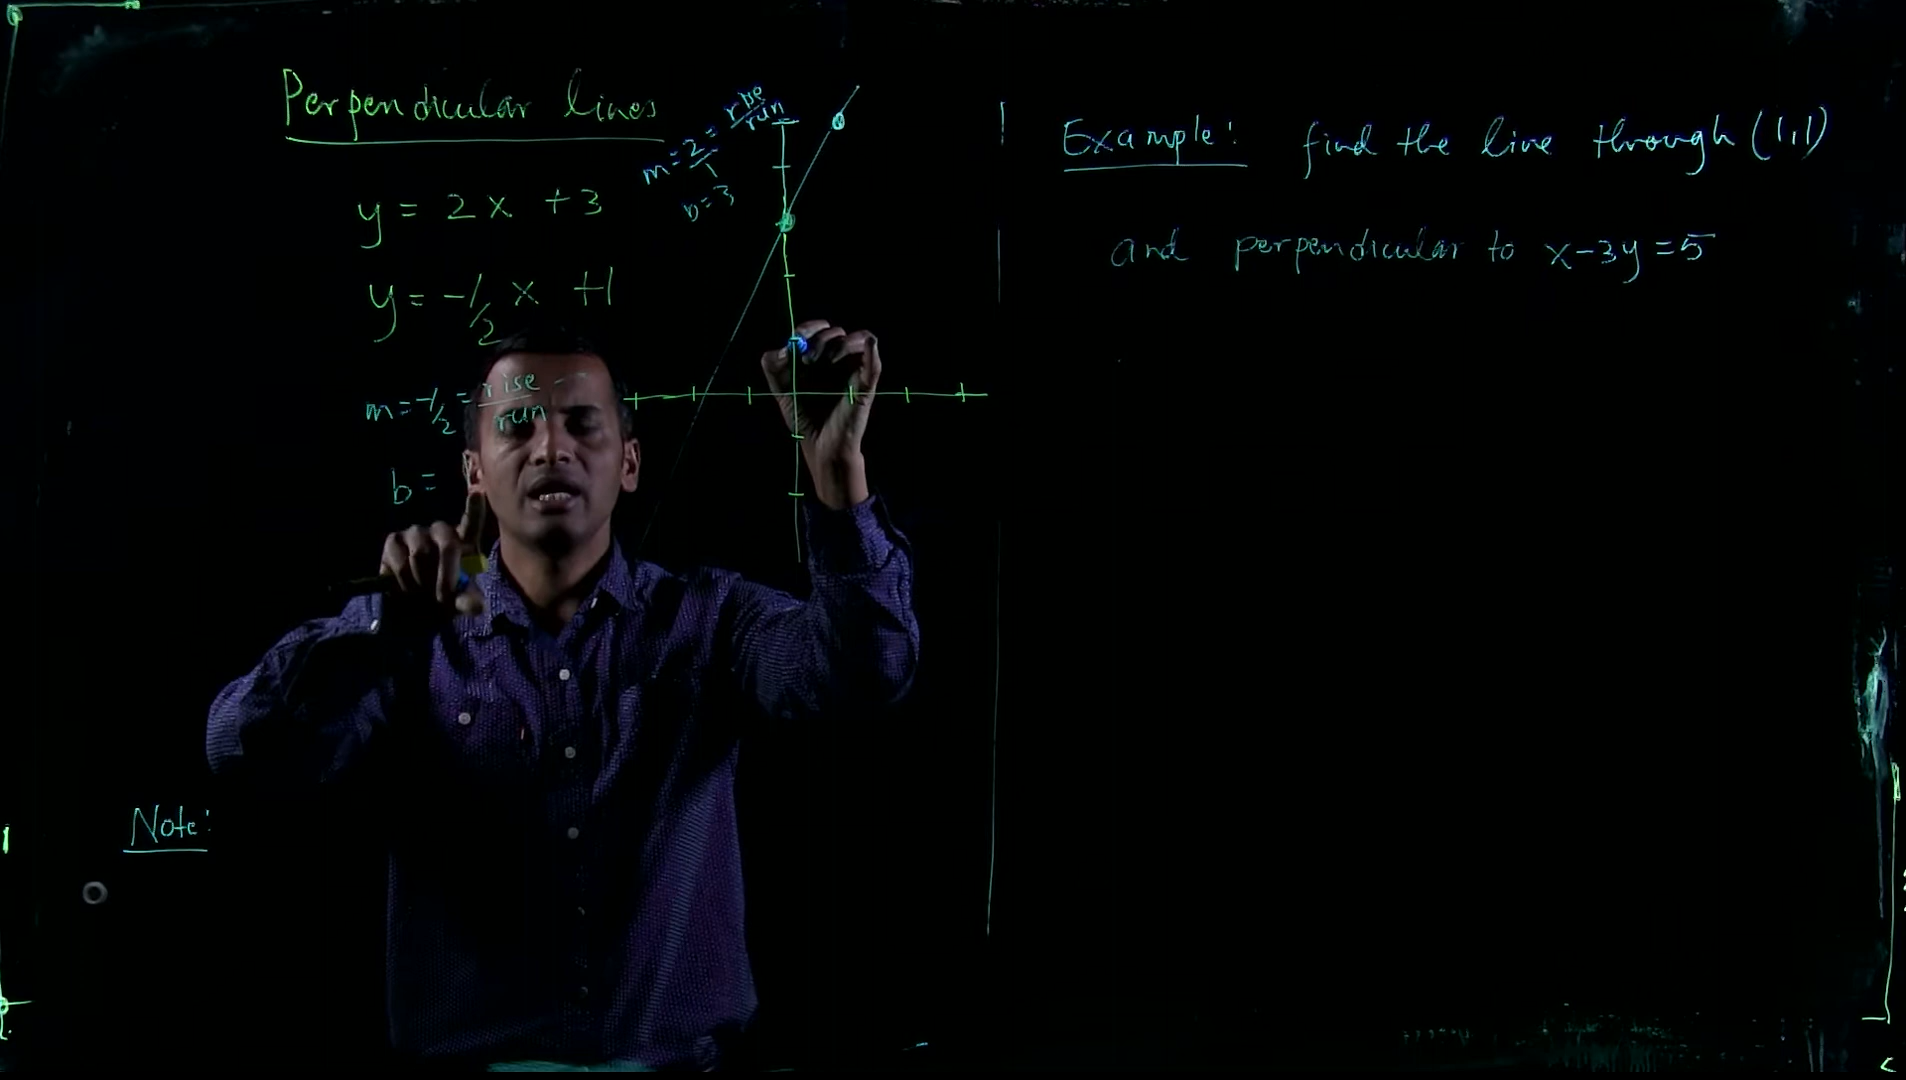 Perpendicular lines
y = 2x +3
y = -1/2 x +1
m = -1/2 = rise/run
b =
m = 2/1 = rise/run
b = 3
Note:
Example: find the line through (1,1)
and perpendicular to x-3y=5